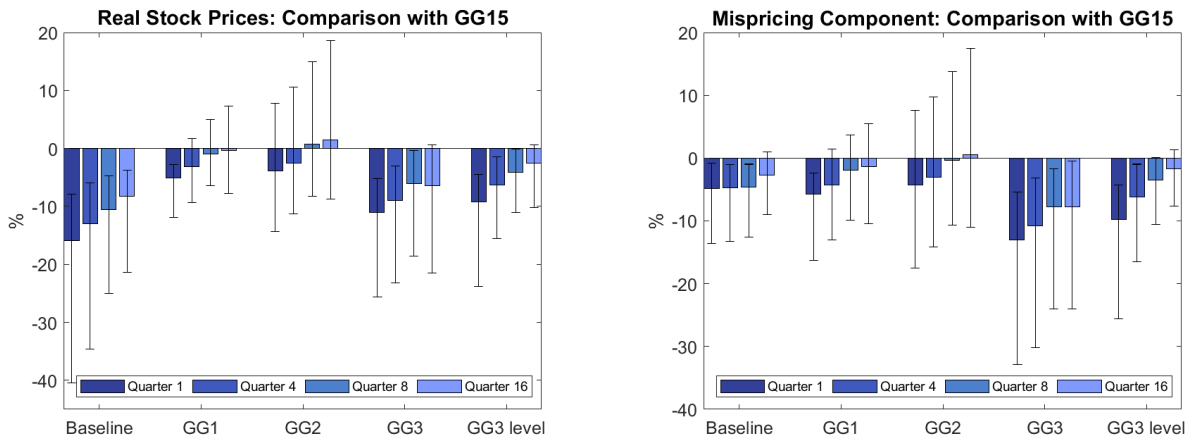 Real Stock Prices: Comparison with GG15
20
10
0
-10
-20
-30
-40
%
Quarter 1 Quarter 4 Quarter 8 Quarter 16
Baseline GG1 GG2 GG3 GG3 level
Mispricing Component: Comparison with GG15
20
10
0
-10
-20
-30
-40
%
Quarter 1 Quarter 4 Quarter 8 Quarter 16
Baseline GG1 GG2 GG3 GG3 level